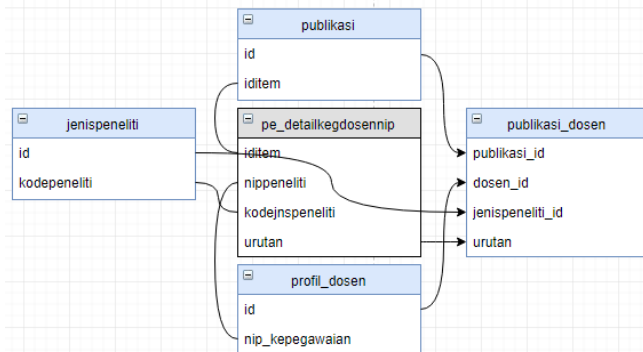 publikasi
id
iditem
jenispeneliti
id
kodepeneliti
pe_detailkegdosennip
iditem
nippeneliti
kodejnspeneliti
urutan
publikasi_dosen
publikasi_id
dosen_id
jenispeneliti_id
urutan
profil_dosen
id
nip_kepegawaian